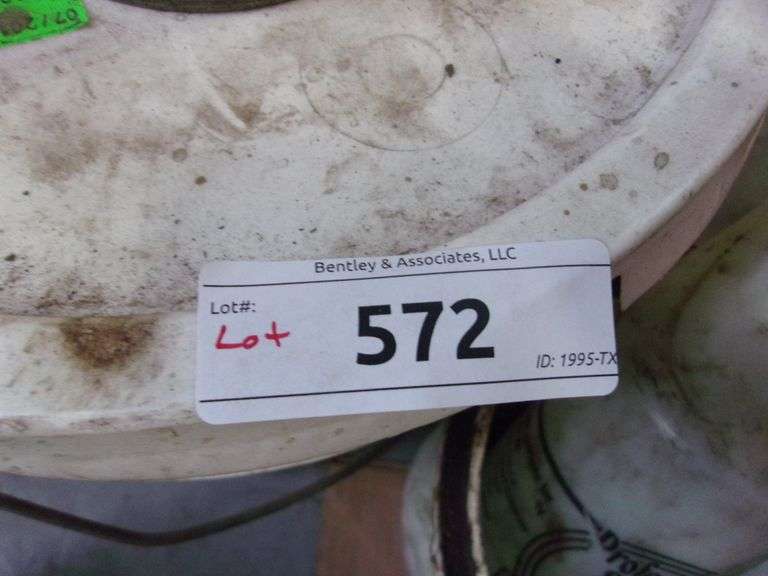 Bentley & Associates, LLC
Lot#:
Lot
572
ID: 1995-TX